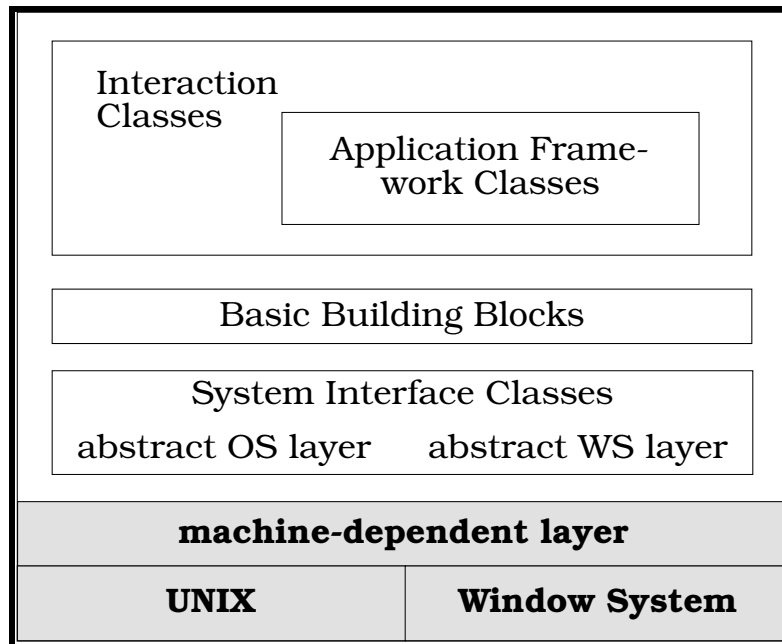 Interaction
Classes
Application Frame-
work Classes
Basic Building Blocks
System Interface Classes
abstract OS layer abstract WS layer
machine-dependent layer
UNIX Window System